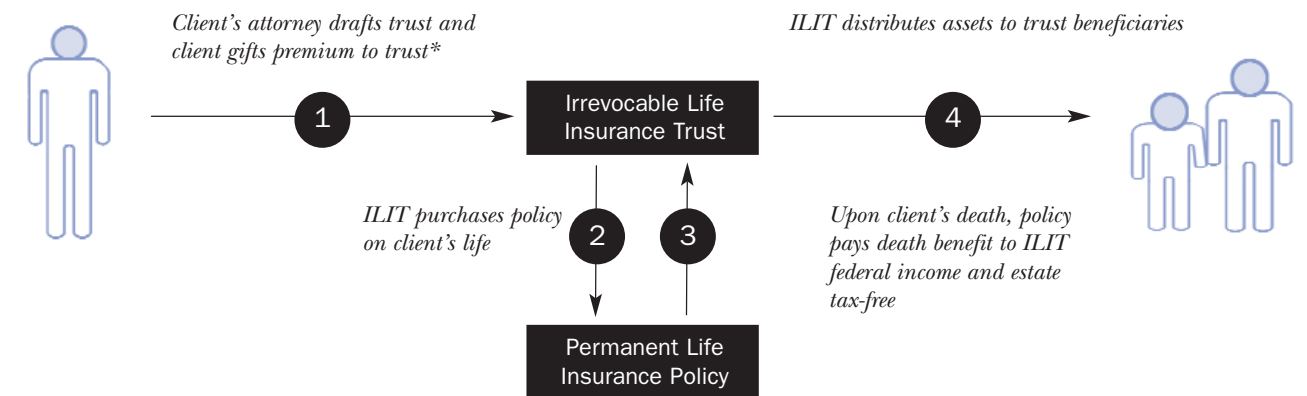 Client’s attorney drafts trust and
client gifts premium to trust*
ILIT distributes assets to trust beneficiaries
1
Irrevocable Life
Insurance Trust
4
ILIT purchases policy
on client’s life
2
3
Upon client’s death, policy
pays death benefit to ILIT
federal income and estate
tax-free
Permanent Life
Insurance Policy